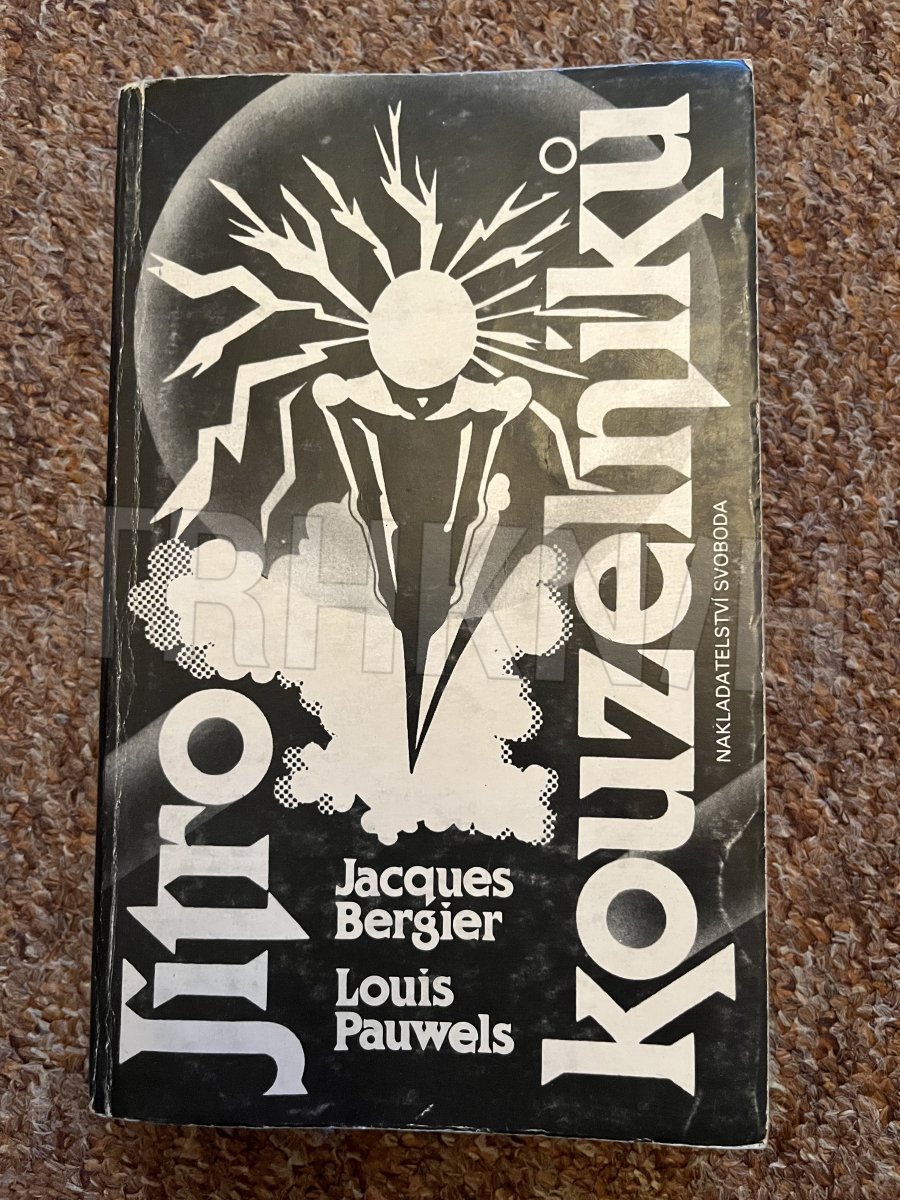 Jitro
kouzelníků
Jacques
Bergier
Louis
Pauwels
NAKLADATELSTVÍ SVOBODA